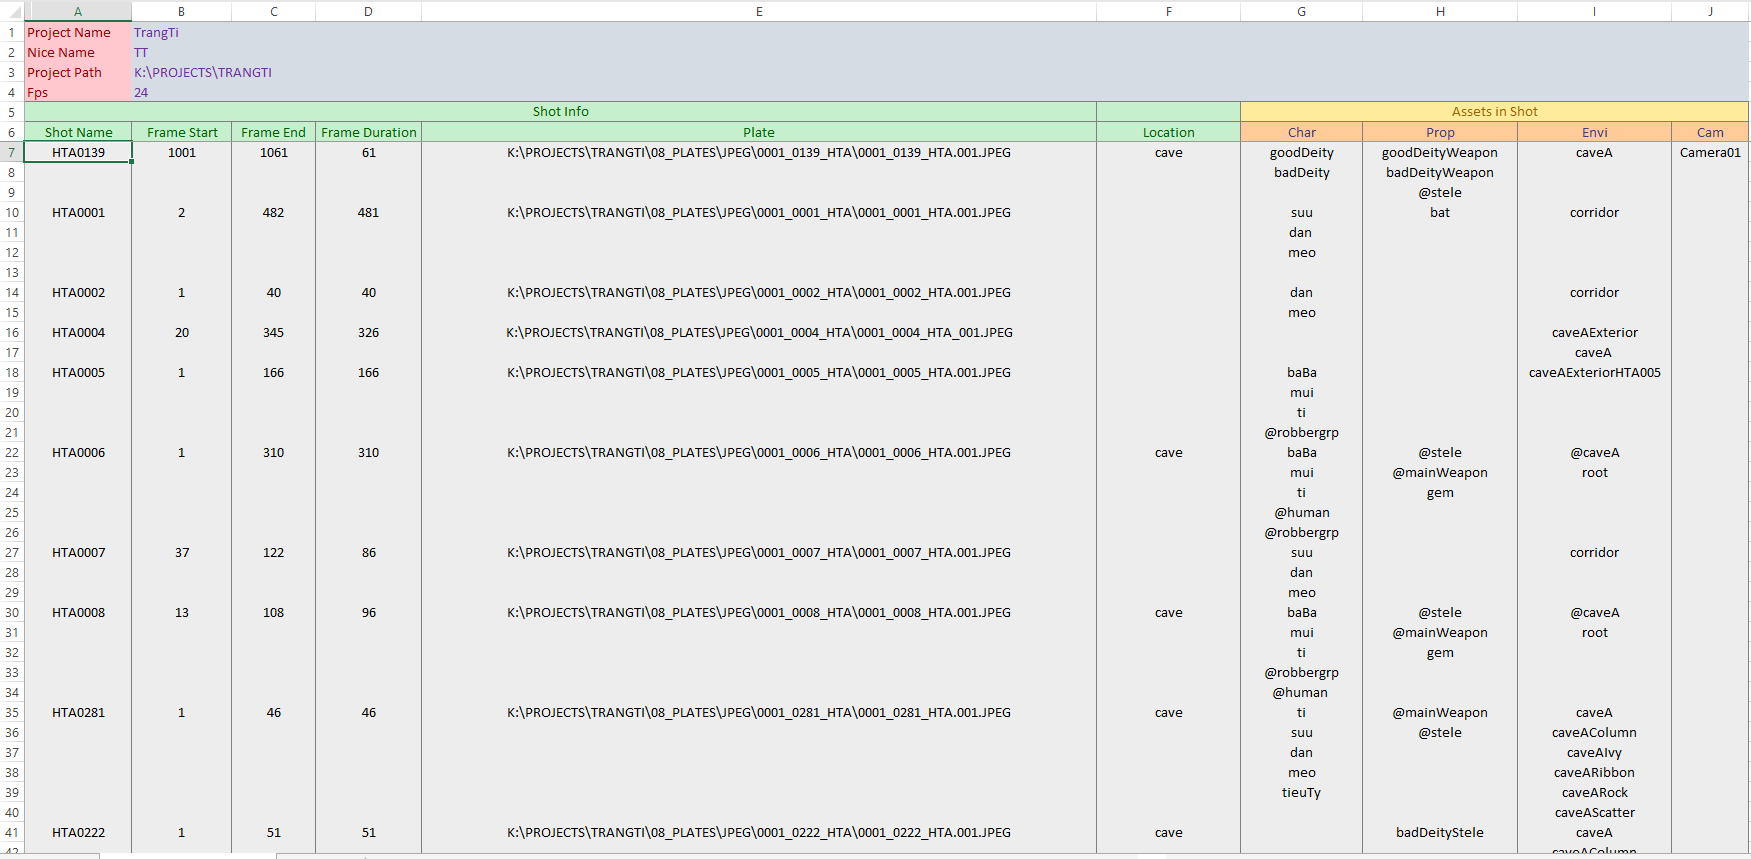 A B C D E F G H I J
1 Project Name TrangTi
2 Nice Name TT
3 Project Path K:\PROJECTS\TRANGTI
4 Fps 24
5 Shot Info Assets in Shot
6 Shot Name Frame Start Frame End Frame Duration Plate Location Char Prop Envi Cam
7 HTA0139 1001 1061 61 K:\PROJECTS\TRANGTI\08_PLATES\JPEG\0001_0139_HTA\0001_0139_HTA.001.JPEG cave goodDeity goodDeityWeapon caveA Camera01
8 badDeity badDeityWeapon
9 @stele
10 HTA0001 2 482 481 K:\PROJECTS\TRANGTI\08_PLATES\JPEG\0001_0001_HTA\0001_0001_HTA.001.JPEG suu bat corridor
11 dan
12 meo
13
14 HTA0002 1 40 40 K:\PROJECTS\TRANGTI\08_PLATES\JPEG\0001_0002_HTA\0001_0002_HTA.001.JPEG dan corridor
15 meo
16 HTA0004 20 345 326 K:\PROJECTS\TRANGTI\08_PLATES\JPEG\0001_0004_HTA\0001_0004_HTA_001.JPEG caveAExterior
17 caveA
18 HTA0005 1 166 166 K:\PROJECTS\TRANGTI\08_PLATES\JPEG\0001_0005_HTA\0001_0005_HTA.001.JPEG baBa caveAExteriorHTA005
19 mui
20 ti
21 @robbergrp
22 HTA0006 1 310 310 K:\PROJECTS\TRANGTI\08_PLATES\JPEG\0001_0006_HTA\0001_0006_HTA.001.JPEG cave baBa @stele @caveA
23 mui @mainWeapon root
24 ti gem
25 @human
26 @robbergrp
27 HTA0007 37 122 86 K:\PROJECTS\TRANGTI\08_PLATES\JPEG\0001_0007_HTA\0001_0007_HTA.001.JPEG suu corridor
28 dan
29 meo
30 HTA0008 13 108 96 K:\PROJECTS\TRANGTI\08_PLATES\JPEG\0001_0008_HTA\0001_0008_HTA.001.JPEG cave baBa @stele @caveA
31 mui @mainWeapon root
32 ti gem
33 @robbergrp
34 @human
35 HTA0281 1 46 46 K:\PROJECTS\TRANGTI\08_PLATES\JPEG\0001_0281_HTA\0001_0281_HTA.001.JPEG cave ti @mainWeapon caveA
36 suu @stele caveAColumn
37 dan caveAIvy
38 meo caveARibbon
39 tieuTy caveARock
40 caveAScatter
41 HTA0222 1 51 51 K:\PROJECTS\TRANGTI\08_PLATES\JPEG\0001_0222_HTA\0001_0222_HTA.001.JPEG cave badDeityStele caveA
42 caveAColumn